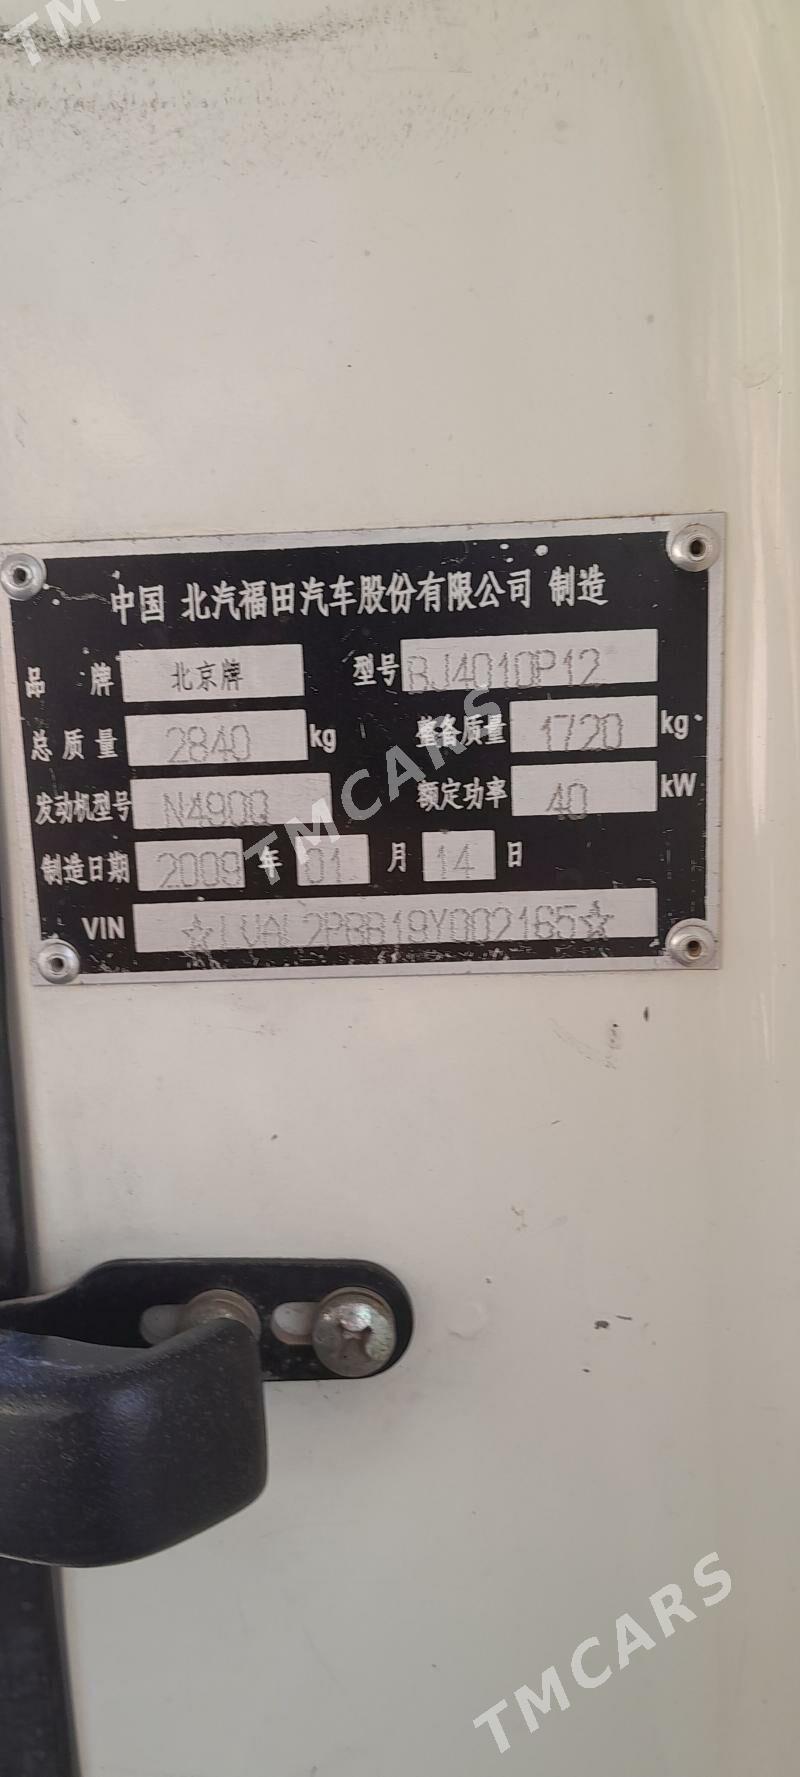 TMCARS
中国 北汽福田汽车股份有限公司 制造
品 牌 北京牌 型号 BJ4010P12
总质量 2840 kg 整备质量 1720 kg
发动机型号 N490Q 额定功率 40 kW
制造日期 2009 年 01 月 14 日
VIN ☆LVAL2PBB19Y002165☆
TMCARS
TMCARS